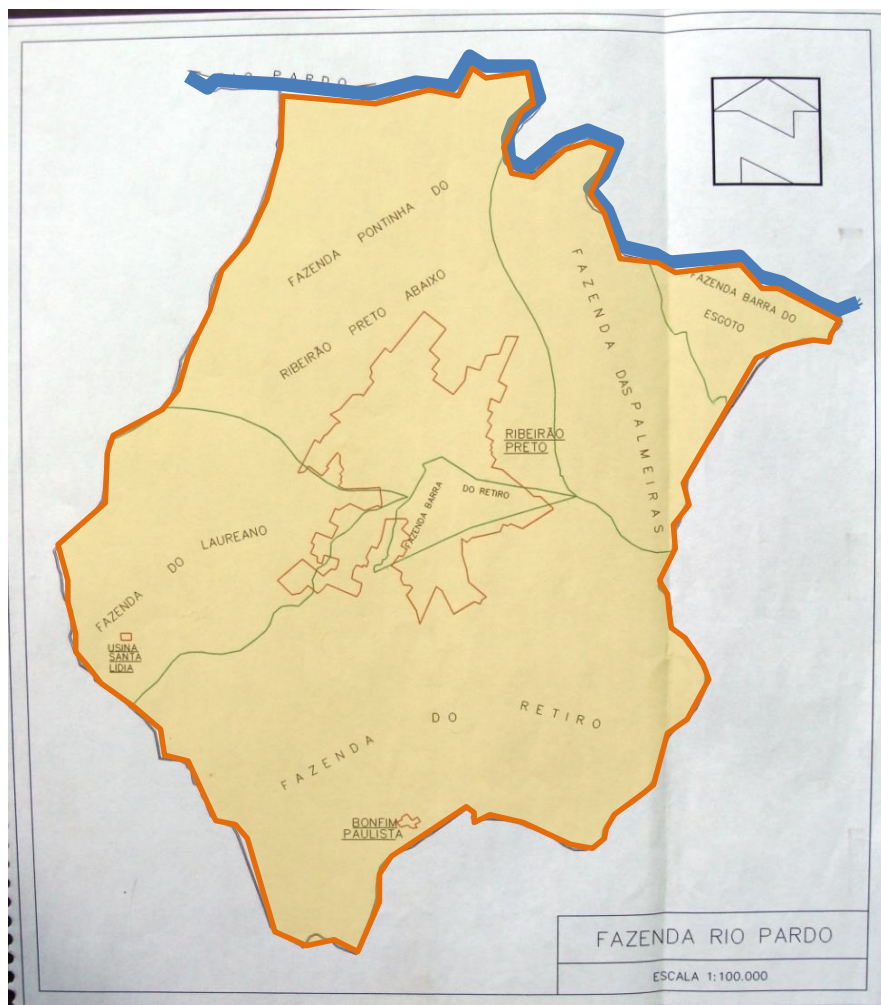 RIO PARDO
FAZENDA PONTINHA DO
RIBEIRÃO PRETO ABAIXO
FAZENDA DAS PALMEIRAS
FAZENDA BARRA DO
ESGOTO
RIBEIRÃO
PRETO
FAZENDA BARRA
DO RETIRO
FAZENDA DO LAUREANO
USINA
SANTA
LIDIA
FAZENDA DO RETIRO
BONFIM
PAULISTA
FAZENDA RIO PARDO
ESCALA 1:100.000